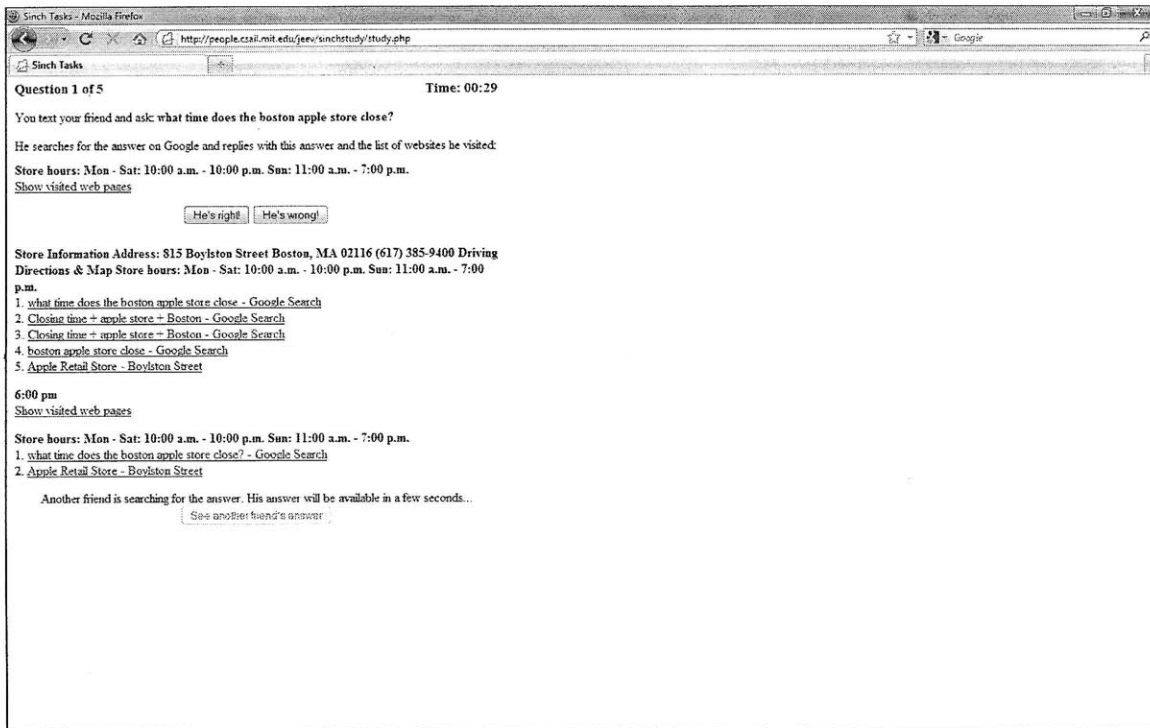 Sinch Tasks - Mozilla Firefox
http://people.csail.mit.edu/jeev/sinchstudy/study.php
Google
Sinch Tasks
Question 1 of 5 Time: 00:29
You text your friend and ask: what time does the boston apple store close?
He searches for the answer on Google and replies with this answer and the list of websites he visited:
Store hours: Mon - Sat: 10:00 a.m. - 10:00 p.m. Sun: 11:00 a.m. - 7:00 p.m.
Show visited web pages
He's right! He's wrong!
Store Information Address: 815 Boylston Street Boston, MA 02116 (617) 385-9400 Driving
Directions & Map Store hours: Mon - Sat: 10:00 a.m. - 10:00 p.m. Sun: 11:00 a.m. - 7:00
p.m.
1. what time does the boston apple store close - Google Search
2. Closing time + apple store + Boston - Google Search
3. Closing time + apple store + Boston - Google Search
4. boston apple store close - Google Search
5. Apple Retail Store - Boylston Street
6:00 pm
Show visited web pages
Store hours: Mon - Sat: 10:00 a.m. - 10:00 p.m. Sun: 11:00 a.m. - 7:00 p.m.
1. what time does the boston apple store close? - Google Search
2. Apple Retail Store - Boylston Street
Another friend is searching for the answer. His answer will be available in a few seconds...
See another friend's answer